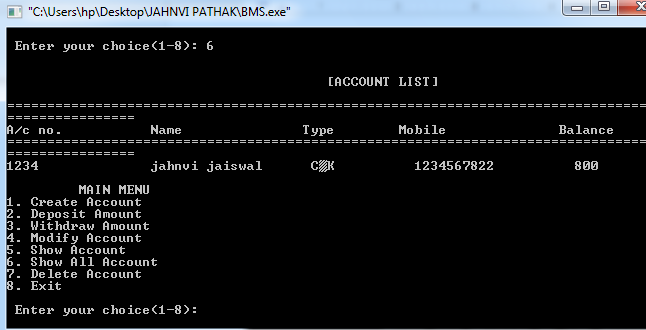 "C:\Users\hp\Desktop\JAHNVI PATHAK\BMS.exe"
Enter your choice(1-8): 6
[ACCOUNT LIST]
================================================================================
================
A/c no. Name Type Mobile Balance
================================================================================
================
1234 jahnvi jaiswal C▒K 1234567822 800
MAIN MENU
1. Create Account
2. Deposit Amount
3. Withdraw Amount
4. Modify Account
5. Show Account
6. Show All Account
7. Delete Account
8. Exit
Enter your choice(1-8):